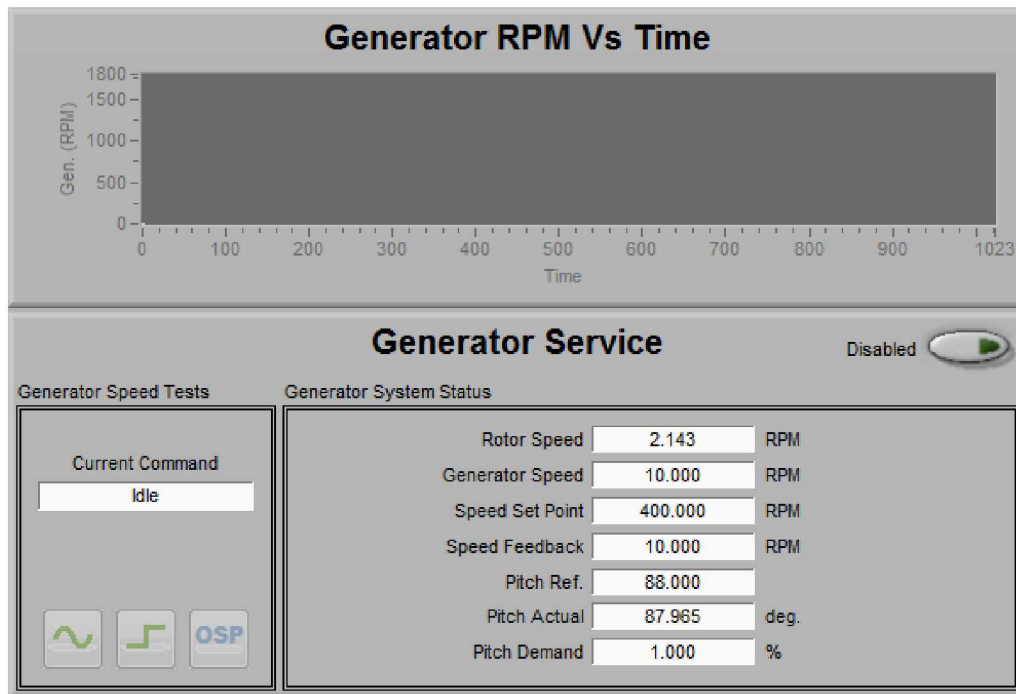 Generator RPM Vs Time
Gen. (RPM)
1800
1500
1000
500
0
0 100 200 300 400 500 600 700 800 900 1023
Time
Generator Service
Disabled
Generator Speed Tests
Current Command
Idle
OSP
Generator System Status
Rotor Speed 2.143 RPM
Generator Speed 10.000 RPM
Speed Set Point 400.000 RPM
Speed Feedback 10.000 RPM
Pitch Ref. 88.000
Pitch Actual 87.965 deg.
Pitch Demand 1.000 %